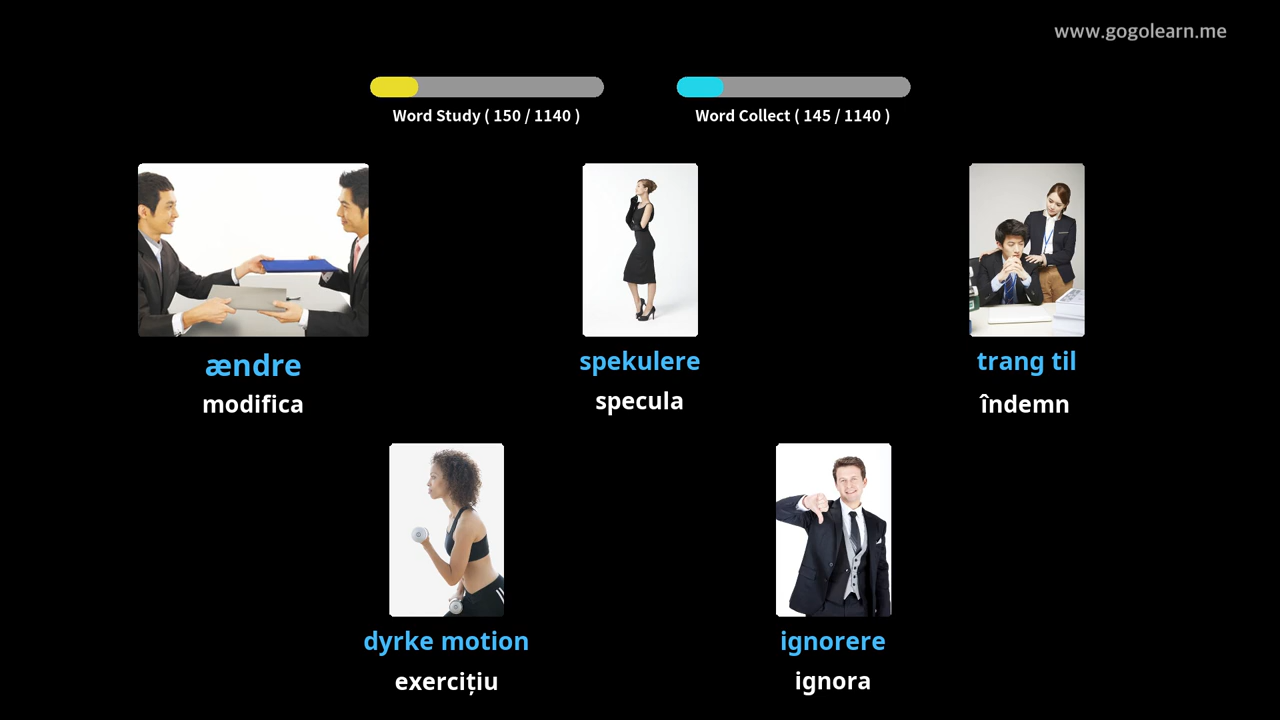 www.gogolearn.me
Word Study ( 150 / 1140 )
Word Collect ( 145 / 1140 )
ændre
modifica
spekulere
specula
trang til
îndemn
dyrke motion
exercițiu
ignorere
ignora